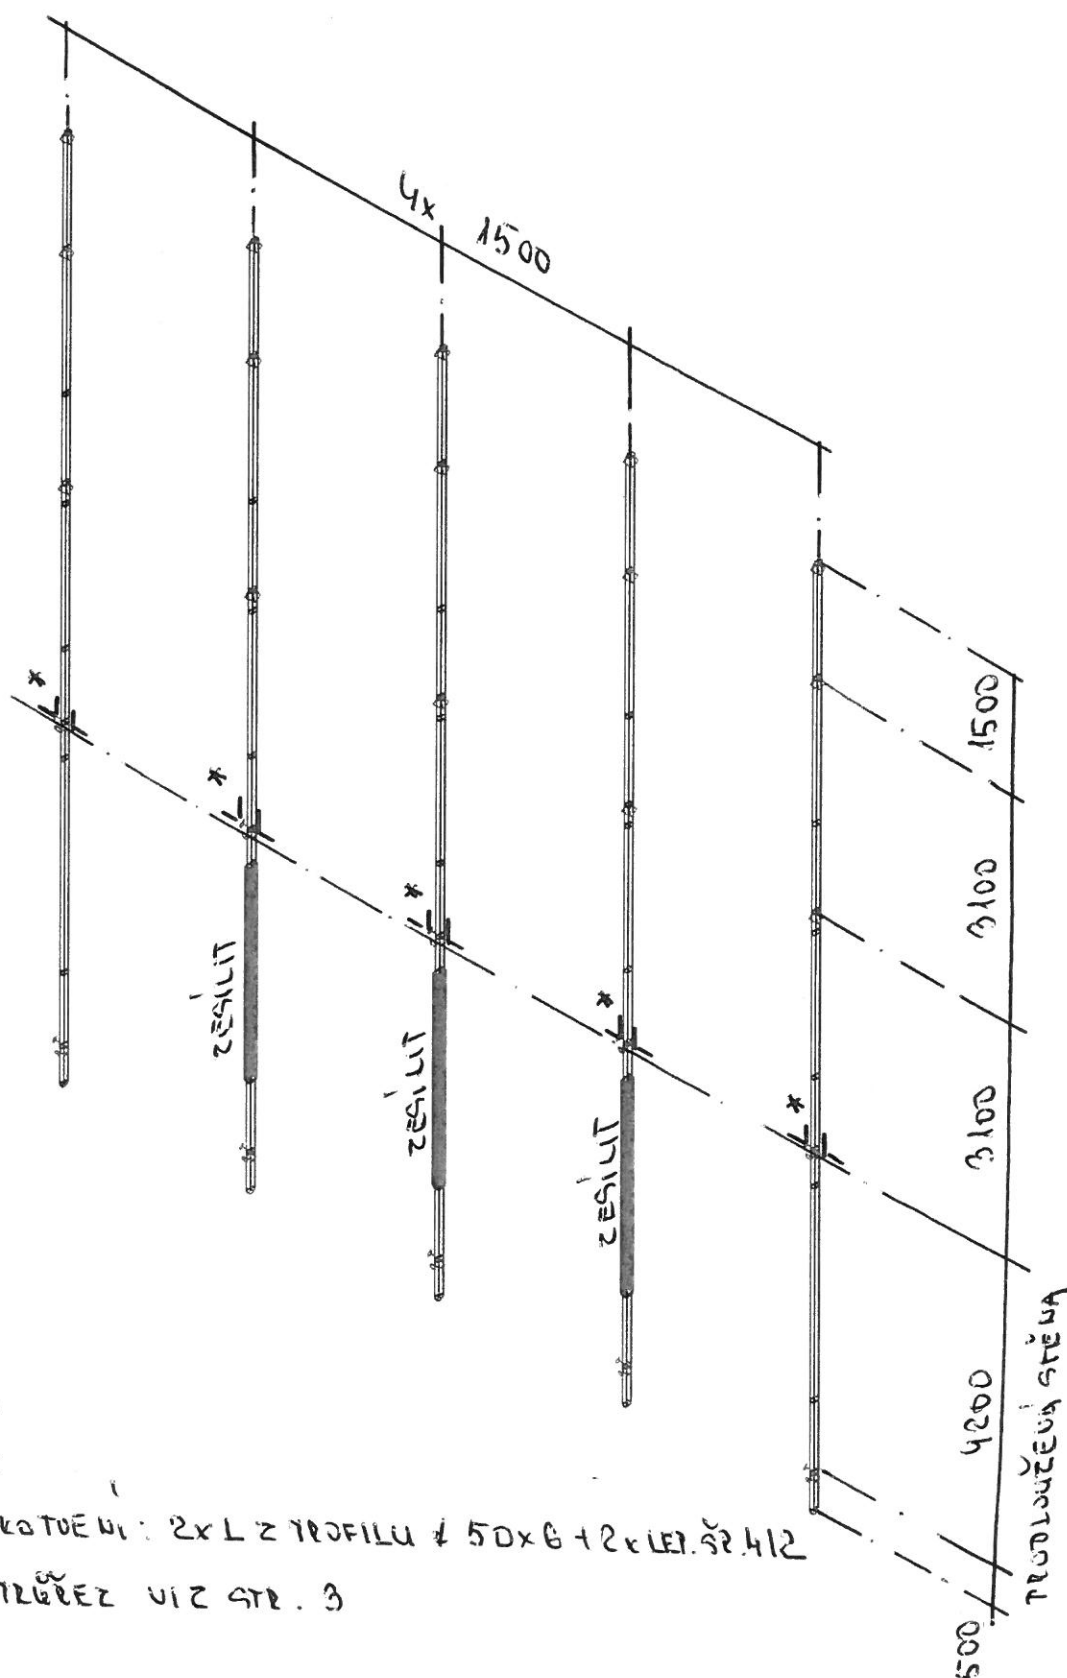 4x 1500
*
*
*
*
*
ZESÍLIT
ZESÍLIT
ZESÍLIT
1500
3100
3100
4200
500
PRODLOUŽENÁ STĚNA
KOTVENÍ: 2x L Z PROFILU 50x6 + 2x LEP. ŠR. M12
PRŮŘEZ VIZ STR. 3